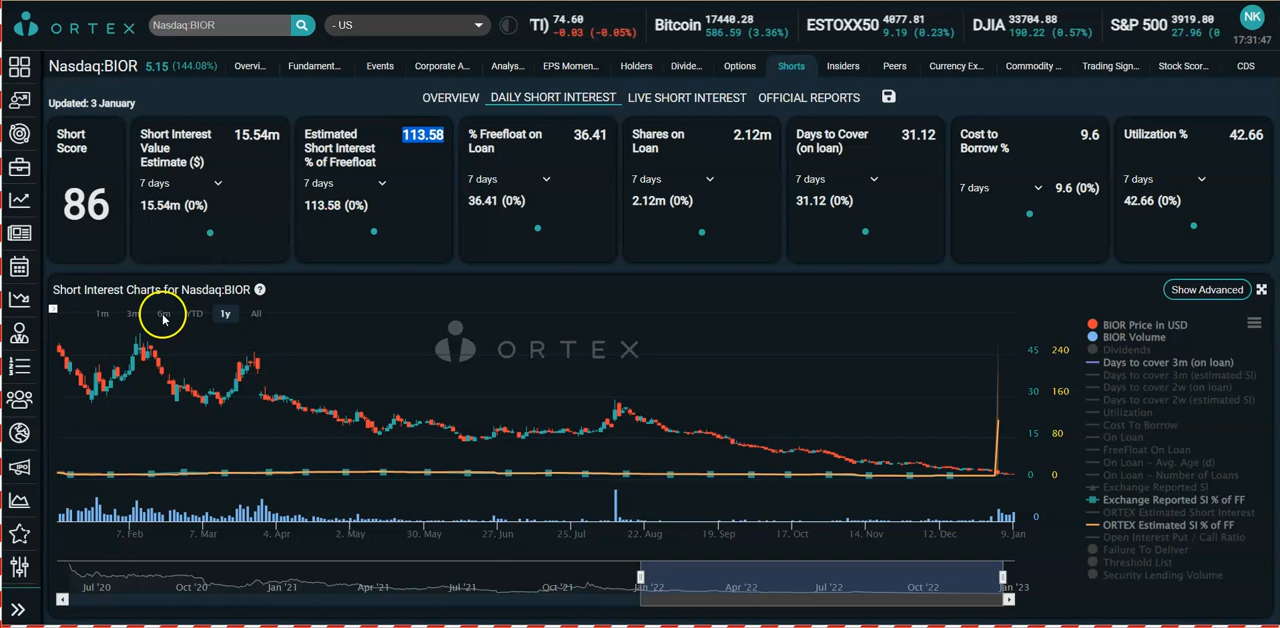 ORTEX
Nasdaq:BIOR
- US
TI)
74.60
-0.03 (-0.05%)
Bitcoin
17440.28
586.59 (3.36%)
ESTOXX50
4077.81
9.19 (0.23%)
DJIA
33704.88
190.22 (0.57%)
S&P 500
3919.80
27.96 (0
NK
17:31:47
Nasdaq:BIOR 5.15 (144.08%)
Overvi... Fundament... Events Corporate A... Analys... EPS Momen... Holders Divide... Options Shorts Insiders Peers Currency Ex... Commodity ... Trading Sign... Stock Scor... CDS
Updated: 3 January
OVERVIEW DAILY SHORT INTEREST LIVE SHORT INTEREST OFFICIAL REPORTS
Short
Score
86
Short Interest
Value
Estimate ($)
15.54m
7 days
15.54m (0%)
Estimated
Short Interest
% of Freefloat
113.58
7 days
113.58 (0%)
% Freefloat on
Loan
36.41
7 days
36.41 (0%)
Shares on
Loan
2.12m
7 days
2.12m (0%)
Days to Cover
(on loan)
31.12
7 days
31.12 (0%)
Cost to
Borrow %
9.6
7 days
9.6 (0%)
Utilization %
42.66
7 days
42.66 (0%)
Short Interest Charts for Nasdaq:BIOR ?
Show Advanced
1m 3m 6m YTD 1y All
ORTEX
45 240
30 160
15 80
0 0
0
BIOR Price in USD
BIOR Volume
Dividends
Days to cover 3m (on loan)
Days to cover 3m (estimated SI)
Days to cover 2w (on loan)
Days to cover 2w (estimated SI)
Utilization
Cost To Borrow
On Loan
FreeFloat On Loan
On Loan - Avg. Age (d)
On Loan - Number of Loans
Exchange Reported SI
Exchange Reported SI % of FF
ORTEX Estimated Short Interest
ORTEX Estimated SI % of FF
Open Interest Put / Call Ratio
Failure To Deliver
Threshold List
Security Lending Volume
7. Feb 7. Mar 4. Apr 2. May 30. May 27. Jun 25. Jul 22. Aug 19. Sep 17. Oct 14. Nov 12. Dec 9. Jan
Jul '20 Oct '20 Jan '21 Apr '21 Jul '21 Oct '21 Jan '22 Apr '22 Jul '22 Oct '22 Jan '23
IPO